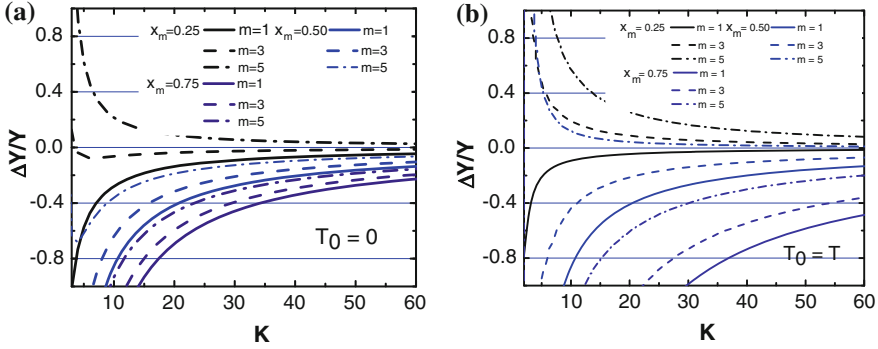 (a)
x_m=0.25 m=1 x_m=0.50 m=1
m=3 m=3
m=5 m=5
x_m=0.75 m=1
m=3
m=5
0.8
0.4
0.0
-0.4
-0.8
ΔY/Y
T_0 = 0
10 20 30 40 50 60
K
(b)
x_m=0.25 m = 1 x_m=0.50 m = 1
m = 3 m = 3
m = 5 m = 5
x_m=0.75 m = 1
m = 3
m = 5
0.8
0.4
0.0
-0.4
-0.8
ΔY/Y
T_0 = T
10 20 30 40 50 60
K